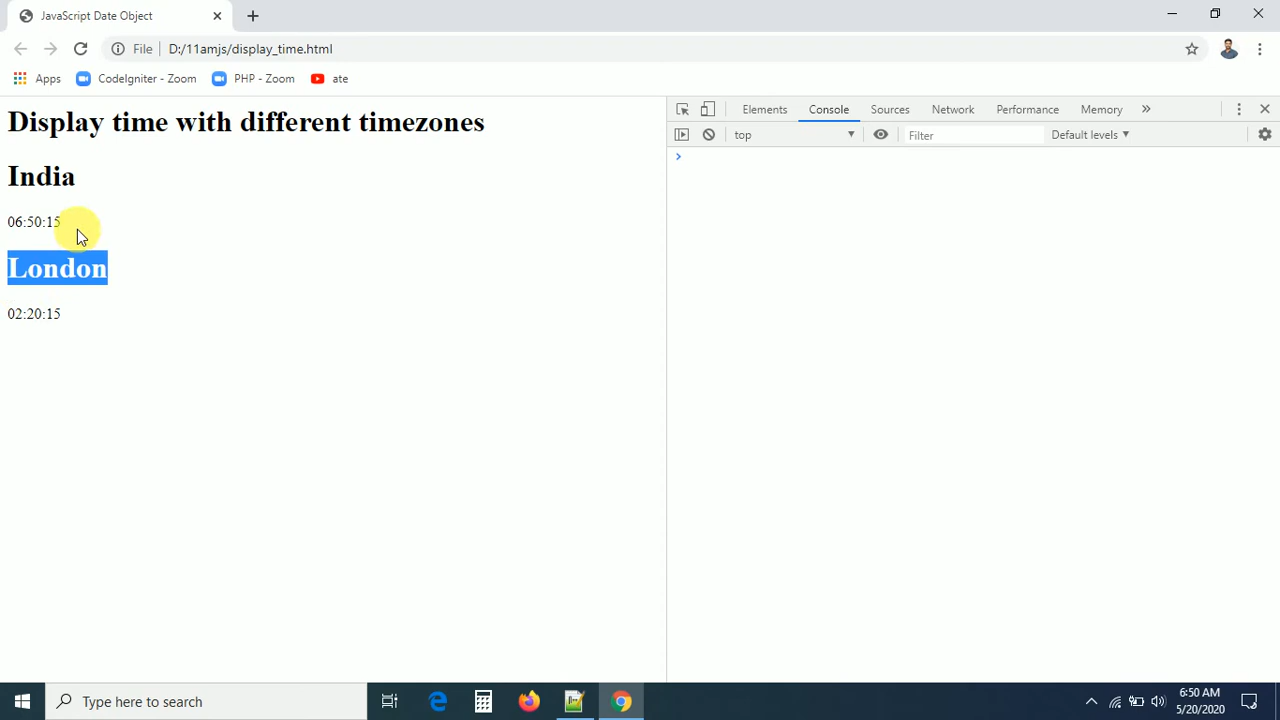 JavaScript Date Object
File D:/11amjs/display_time.html
Apps CodeIgniter - Zoom PHP - Zoom ate
Elements Console Sources Network Performance Memory »
top Filter Default levels
Display time with different timezones
India
06:50:15
London
02:20:15
Type here to search
6:50 AM
5/20/2020